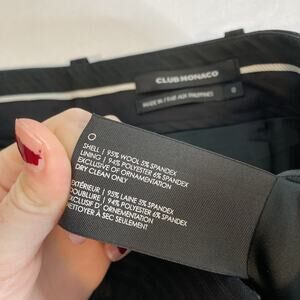 CLUB MONACO
MADE IN / FAIT AUX PHILIPPINES
0
0
SHELL | 95% WOOL 5% SPANDEX
LINING | 94% POLYESTER 6% SPANDEX
EXCLUSIVE OF ORNAMENTATION
DRY CLEAN ONLY
EXTÉRIEUR | 95% LAINE 5% SPANDEX
DOUBLURE | 94% POLYESTER 6% SPANDEX
EXCLUSIF D'ORNEMENTATION
NETTOYER À SEC SEULEMENT